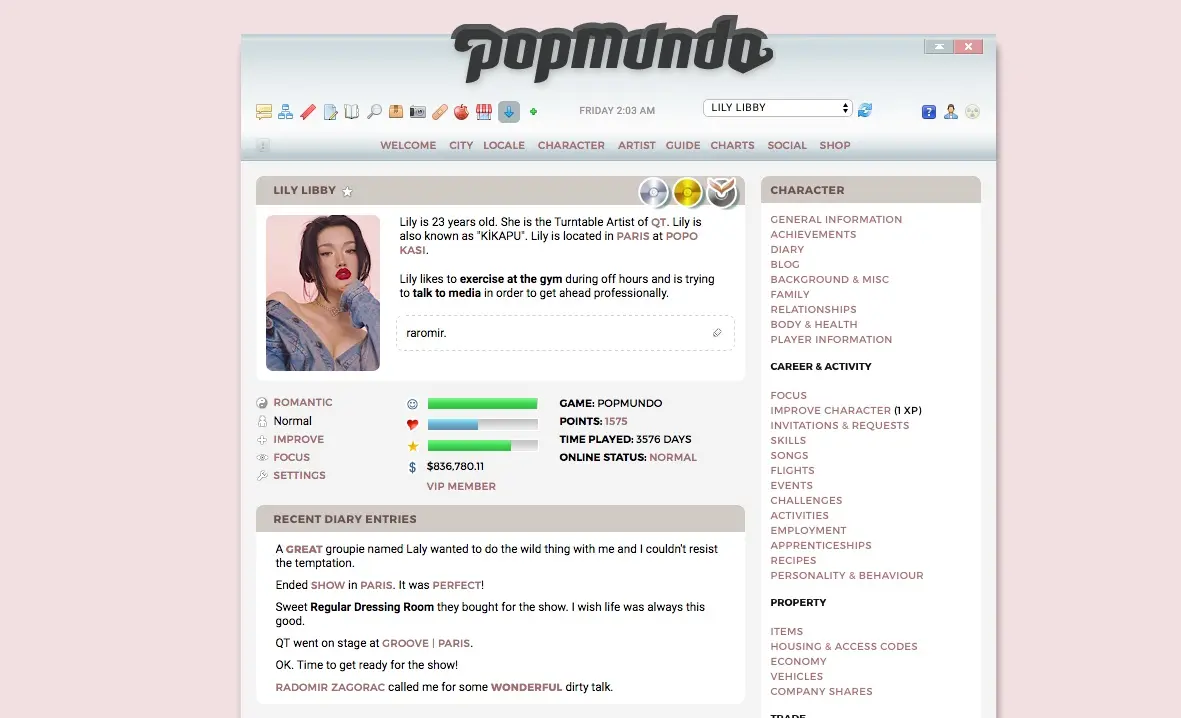 popmundo
FRIDAY 2:03 AM
LILY LIBBY
WELCOME CITY LOCALE CHARACTER ARTIST GUIDE CHARTS SOCIAL SHOP
LILY LIBBY
Lily is 23 years old. She is the Turntable Artist of QT. Lily is
also known as "KİKAPU". Lily is located in PARIS at POPO
KASI.
Lily likes to exercise at the gym during off hours and is trying
to talk to media in order to get ahead professionally.
raromir.
ROMANTIC
Normal
IMPROVE
FOCUS
SETTINGS
$ $836,780.11
VIP MEMBER
GAME: POPMUNDO
POINTS: 1575
TIME PLAYED: 3576 DAYS
ONLINE STATUS: NORMAL
RECENT DIARY ENTRIES
A GREAT groupie named Laly wanted to do the wild thing with me and I couldn't resist
the temptation.
Ended SHOW in PARIS. It was PERFECT!
Sweet Regular Dressing Room they bought for the show. I wish life was always this
good.
QT went on stage at GROOVE | PARIS.
OK. Time to get ready for the show!
RADOMIR ZAGORAC called me for some WONDERFUL dirty talk.
CHARACTER
GENERAL INFORMATION
ACHIEVEMENTS
DIARY
BLOG
BACKGROUND & MISC
FAMILY
RELATIONSHIPS
BODY & HEALTH
PLAYER INFORMATION
CAREER & ACTIVITY
FOCUS
IMPROVE CHARACTER (1 XP)
INVITATIONS & REQUESTS
SKILLS
SONGS
FLIGHTS
EVENTS
CHALLENGES
ACTIVITIES
EMPLOYMENT
APPRENTICESHIPS
RECIPES
PERSONALITY & BEHAVIOUR
PROPERTY
ITEMS
HOUSING & ACCESS CODES
ECONOMY
VEHICLES
COMPANY SHARES
TRADE